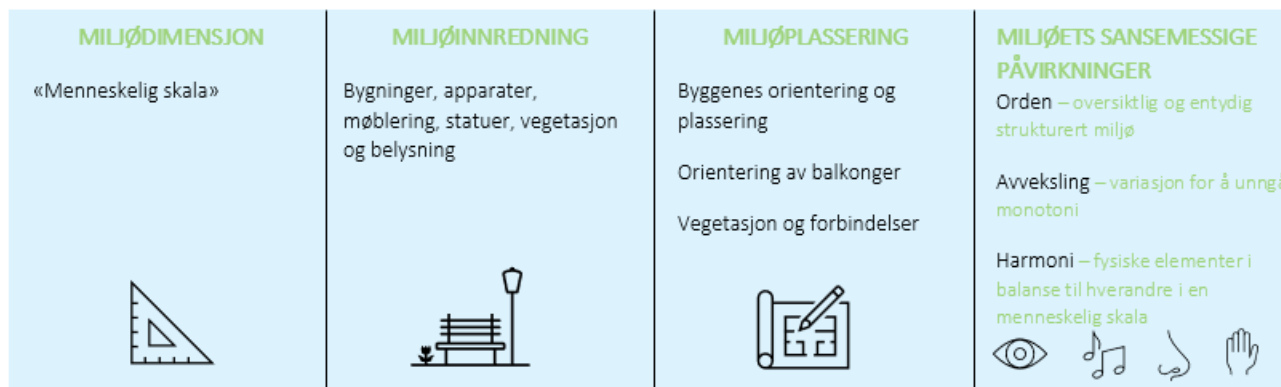 MILJØDIMENSJON
«Menneskelig skala»
MILJØINNREDNING
Bygninger, apparater,
møblering, statuer, vegetasjon
og belysning
MILJØPLASSERING
Byggenes orientering og
plassering
Orientering av balkonger
Vegetasjon og forbindelser
MILJØETS SANSEMESSIGE
PÅVIRKNINGER
Orden – oversiktlig og entydig
strukturert miljø
Avveksling – variasjon for å unngå
monotoni
Harmoni – fysiske elementer i
balanse til hverandre i en
menneskelig skala